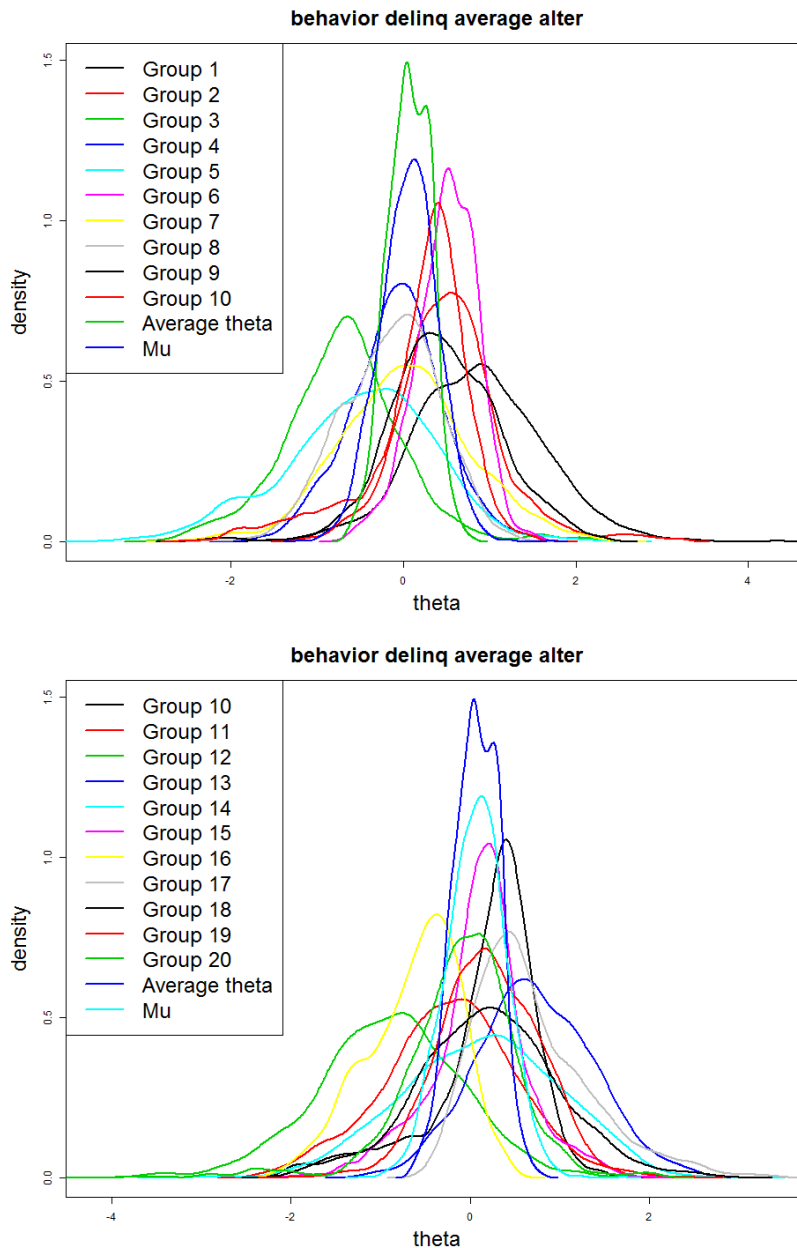 behavior delinq average alter
1.5
1.0
0.5
0.0
density
Group 1
Group 2
Group 3
Group 4
Group 5
Group 6
Group 7
Group 8
Group 9
Group 10
Average theta
Mu
-2
0
2
4
theta
behavior delinq average alter
1.5
1.0
0.5
0.0
density
Group 10
Group 11
Group 12
Group 13
Group 14
Group 15
Group 16
Group 17
Group 18
Group 19
Group 20
Average theta
Mu
-4
-2
0
2
theta